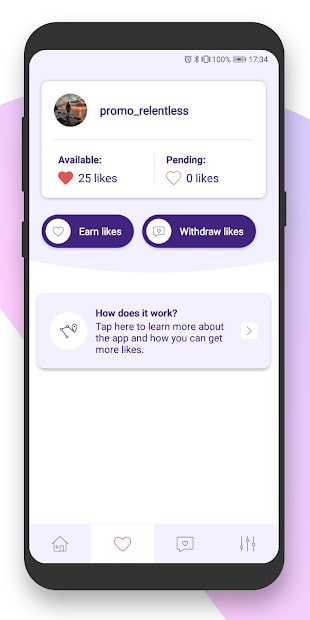 100% 17:34
promo_relentless
Available: Pending:
25 likes 0 likes
Earn likes Withdraw likes
How does it work?
Tap here to learn more about
the app and how you can get
more likes.